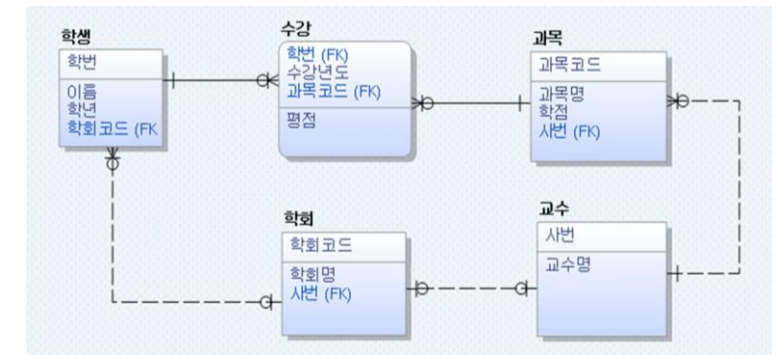 학생
학번
이름
학년
학회코드 (FK
수강
학번 (FK)
수강년도
과목코드 (FK)
평점
과목
과목코드
과목명
학점
사번 (FK)
학회
학회코드
학회명
사번 (FK)
교수
사번
교수명